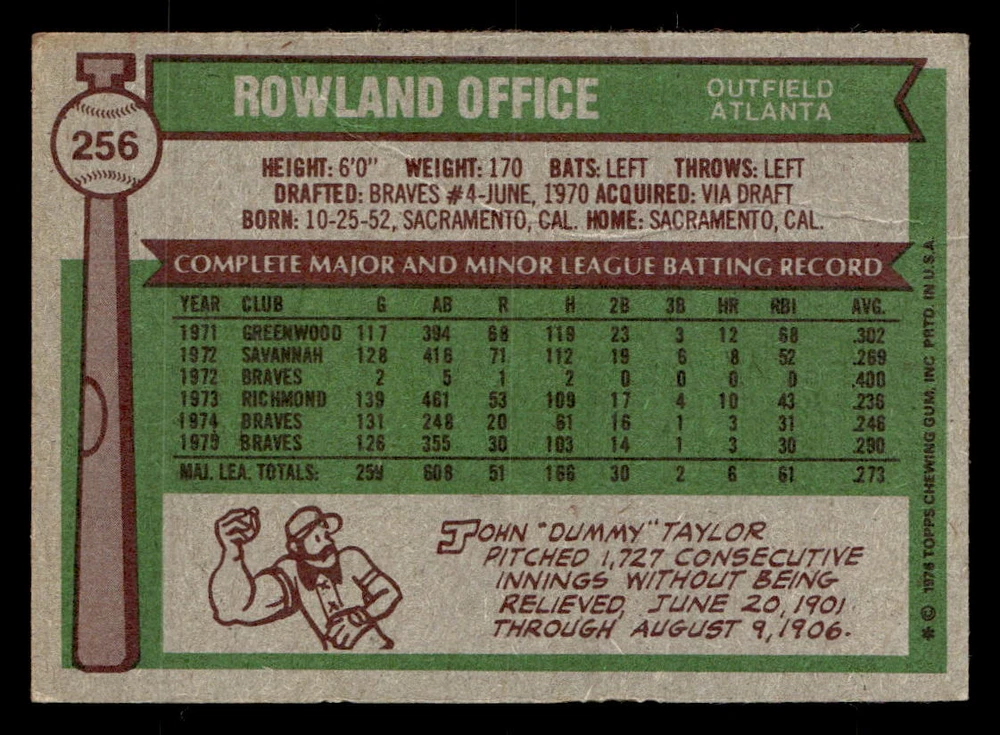 256
ROWLAND OFFICE
OUTFIELD
ATLANTA
HEIGHT: 6'0" WEIGHT: 170 BATS: LEFT THROWS: LEFT
DRAFTED: BRAVES #4-JUNE, 1970 ACQUIRED: VIA DRAFT
BORN: 10-25-52, SACRAMENTO, CAL. HOME: SACRAMENTO, CAL.
COMPLETE MAJOR AND MINOR LEAGUE BATTING RECORD
YEAR CLUB G AB R H 2B 3B HR RBI AVG.
1971 GREENWOOD 117 394 68 119 23 3 12 68 .302
1972 SAVANNAH 128 416 71 112 19 6 8 52 .269
1972 BRAVES 2 5 1 2 0 0 0 0 .400
1973 RICHMOND 139 461 53 109 17 4 10 43 .236
1974 BRAVES 131 248 20 61 16 1 3 31 .246
1975 BRAVES 126 355 30 103 14 1 3 30 .290
MAJ. LEA. TOTALS: 259 608 51 166 30 2 6 61 .273
JOHN "DUMMY" TAYLOR
PITCHED 1,727 CONSECUTIVE
INNINGS WITHOUT BEING
RELIEVED, JUNE 20, 1901
THROUGH AUGUST 9, 1906.
* © 1976 TOPPS CHEWING GUM, INC PRTD. IN U.S.A.